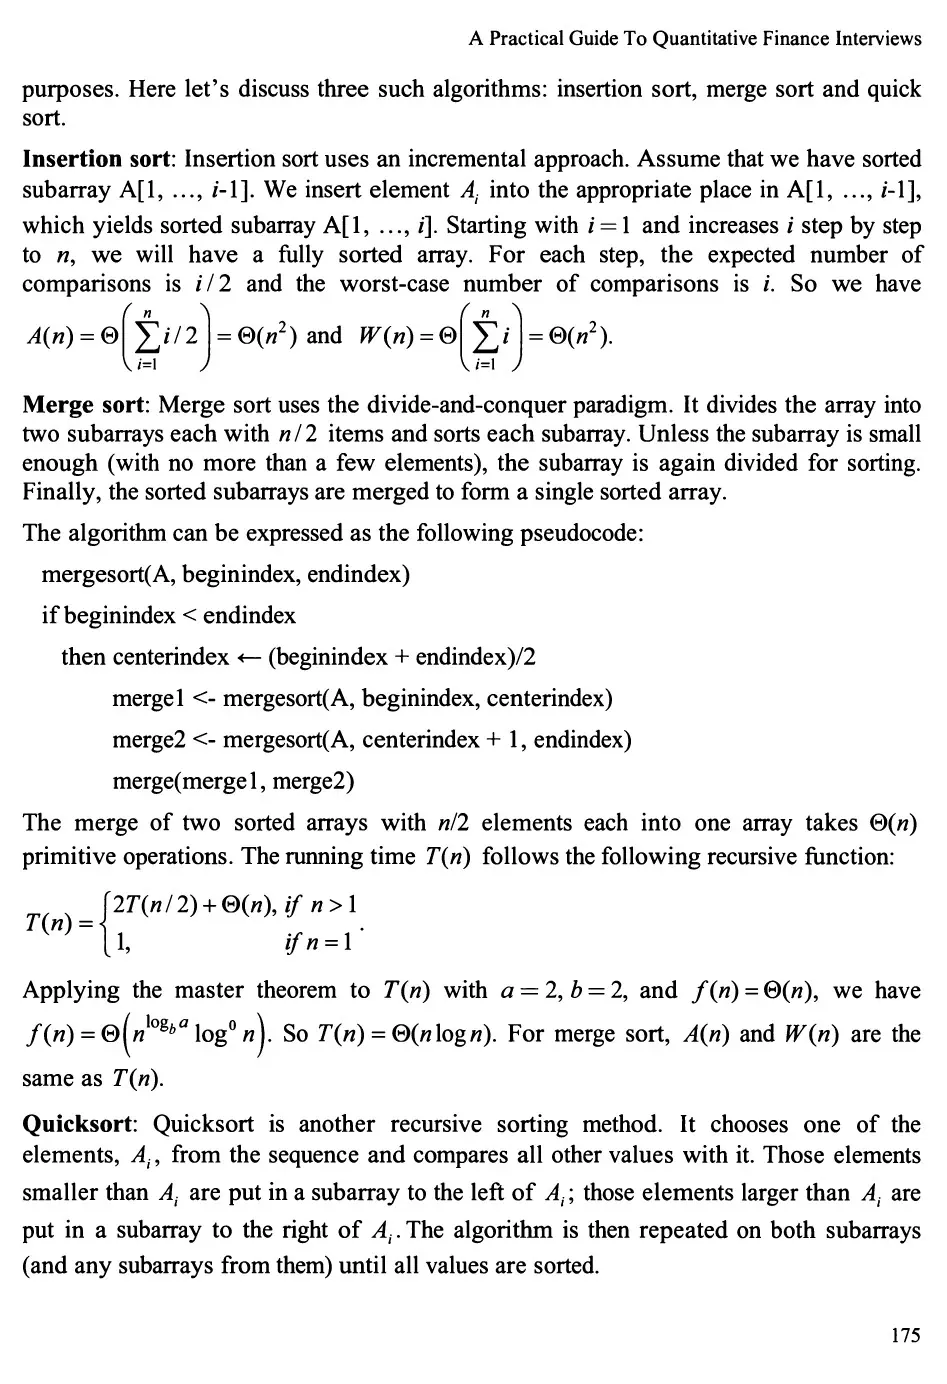 A Practical Guide To Quantitative Finance Interviews
purposes. Here let's discuss three such algorithms: insertion sort, merge sort and quick
sort.
Insertion sort: Insertion sort uses an incremental approach. Assume that we have sorted
subarray A[1, ..., i-1]. We insert element A_i into the appropriate place in A[1, ..., i-1],
which yields sorted subarray A[1, ..., i]. Starting with i = 1 and increases i step by step
to n, we will have a fully sorted array. For each step, the expected number of
comparisons is i / 2 and the worst-case number of comparisons is i. So we have
A(n) = Θ(∑_{i=1}^{n} i / 2) = Θ(n²) and W(n) = Θ(∑_{i=1}^{n} i) = Θ(n²).
Merge sort: Merge sort uses the divide-and-conquer paradigm. It divides the array into
two subarrays each with n / 2 items and sorts each subarray. Unless the subarray is small
enough (with no more than a few elements), the subarray is again divided for sorting.
Finally, the sorted subarrays are merged to form a single sorted array.
The algorithm can be expressed as the following pseudocode:
mergesort(A, beginindex, endindex)
if beginindex < endindex
then centerindex ← (beginindex + endindex)/2
merge1 <- mergesort(A, beginindex, centerindex)
merge2 <- mergesort(A, centerindex + 1, endindex)
merge(merge1, merge2)
The merge of two sorted arrays with n/2 elements each into one array takes Θ(n)
primitive operations. The running time T(n) follows the following recursive function:
T(n) = { 2T(n / 2) + Θ(n), if n > 1
1, if n = 1 .
Applying the master theorem to T(n) with a = 2, b = 2, and f(n) = Θ(n), we have
f(n) = Θ(n^{log_b a} log⁰ n). So T(n) = Θ(n log n). For merge sort, A(n) and W(n) are the
same as T(n).
Quicksort: Quicksort is another recursive sorting method. It chooses one of the
elements, A_i, from the sequence and compares all other values with it. Those elements
smaller than A_i are put in a subarray to the left of A_i; those elements larger than A_i are
put in a subarray to the right of A_i. The algorithm is then repeated on both subarrays
(and any subarrays from them) until all values are sorted.
175